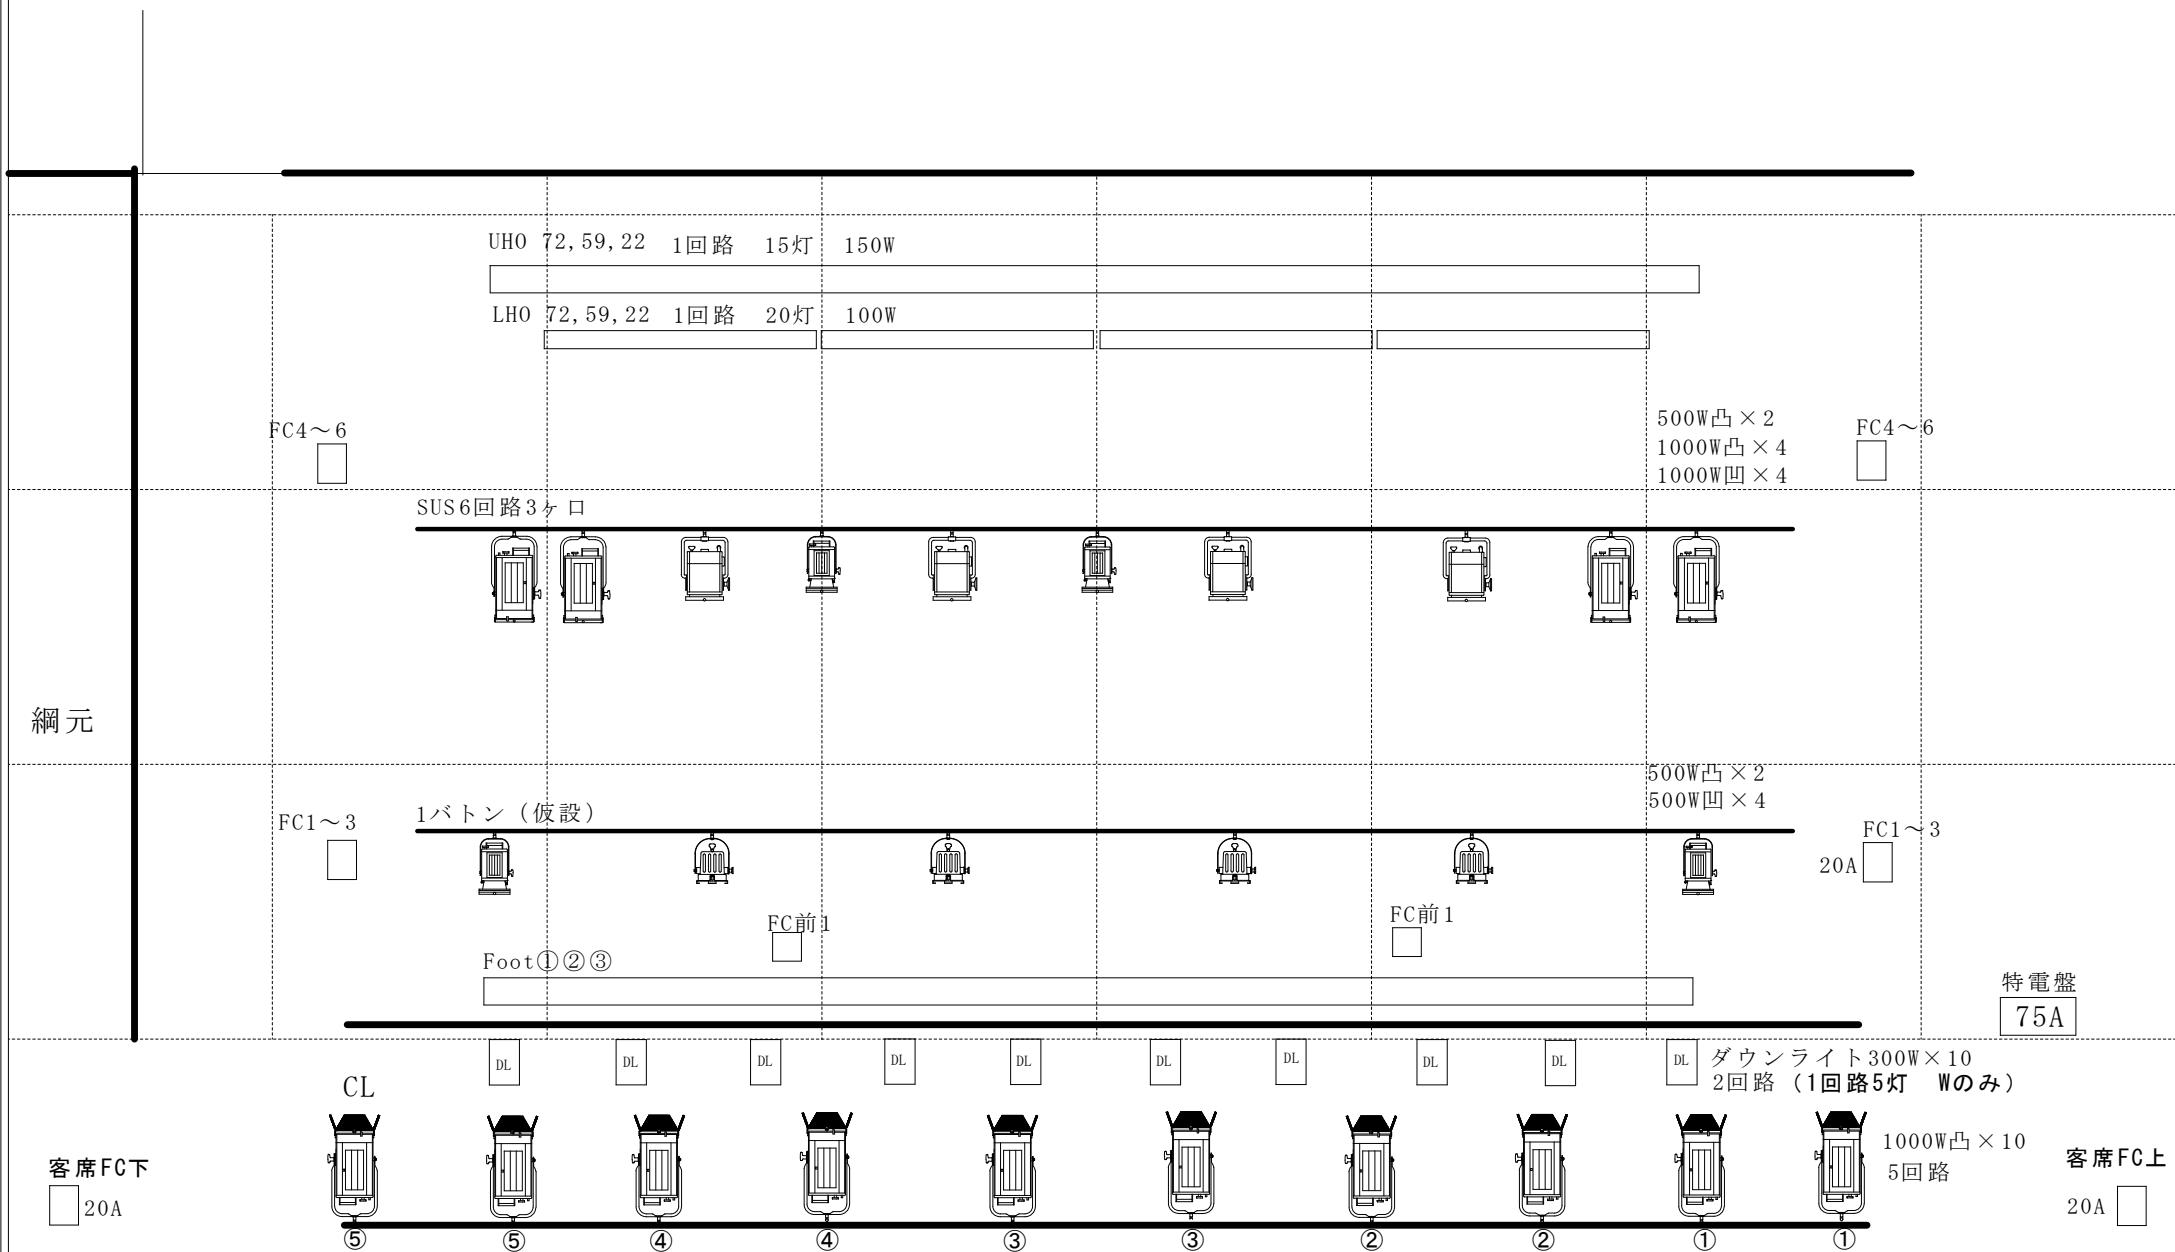 UHO 72,59,22 1回路 15灯 150W
LHO 72,59,22 1回路 20灯 100W
500W凸×2
1000W凸×4
1000W凹×4
FC4～6
FC4～6
SUS6回路3ヶ口
綱元
500W凸×2
500W凹×4
1バトン（仮設）
FC1～3
FC1～3
20A
FC前1
FC前1
Foot①②③
特電盤
75A
DL DL DL DL DL DL DL DL DL DL
ダウンライト300W×10
2回路（1回路5灯 Wのみ）
CL
1000W凸×10
5回路
客席FC下
20A
客席FC上
20A
⑤ ⑤ ④ ④ ③ ③ ② ② ① ①